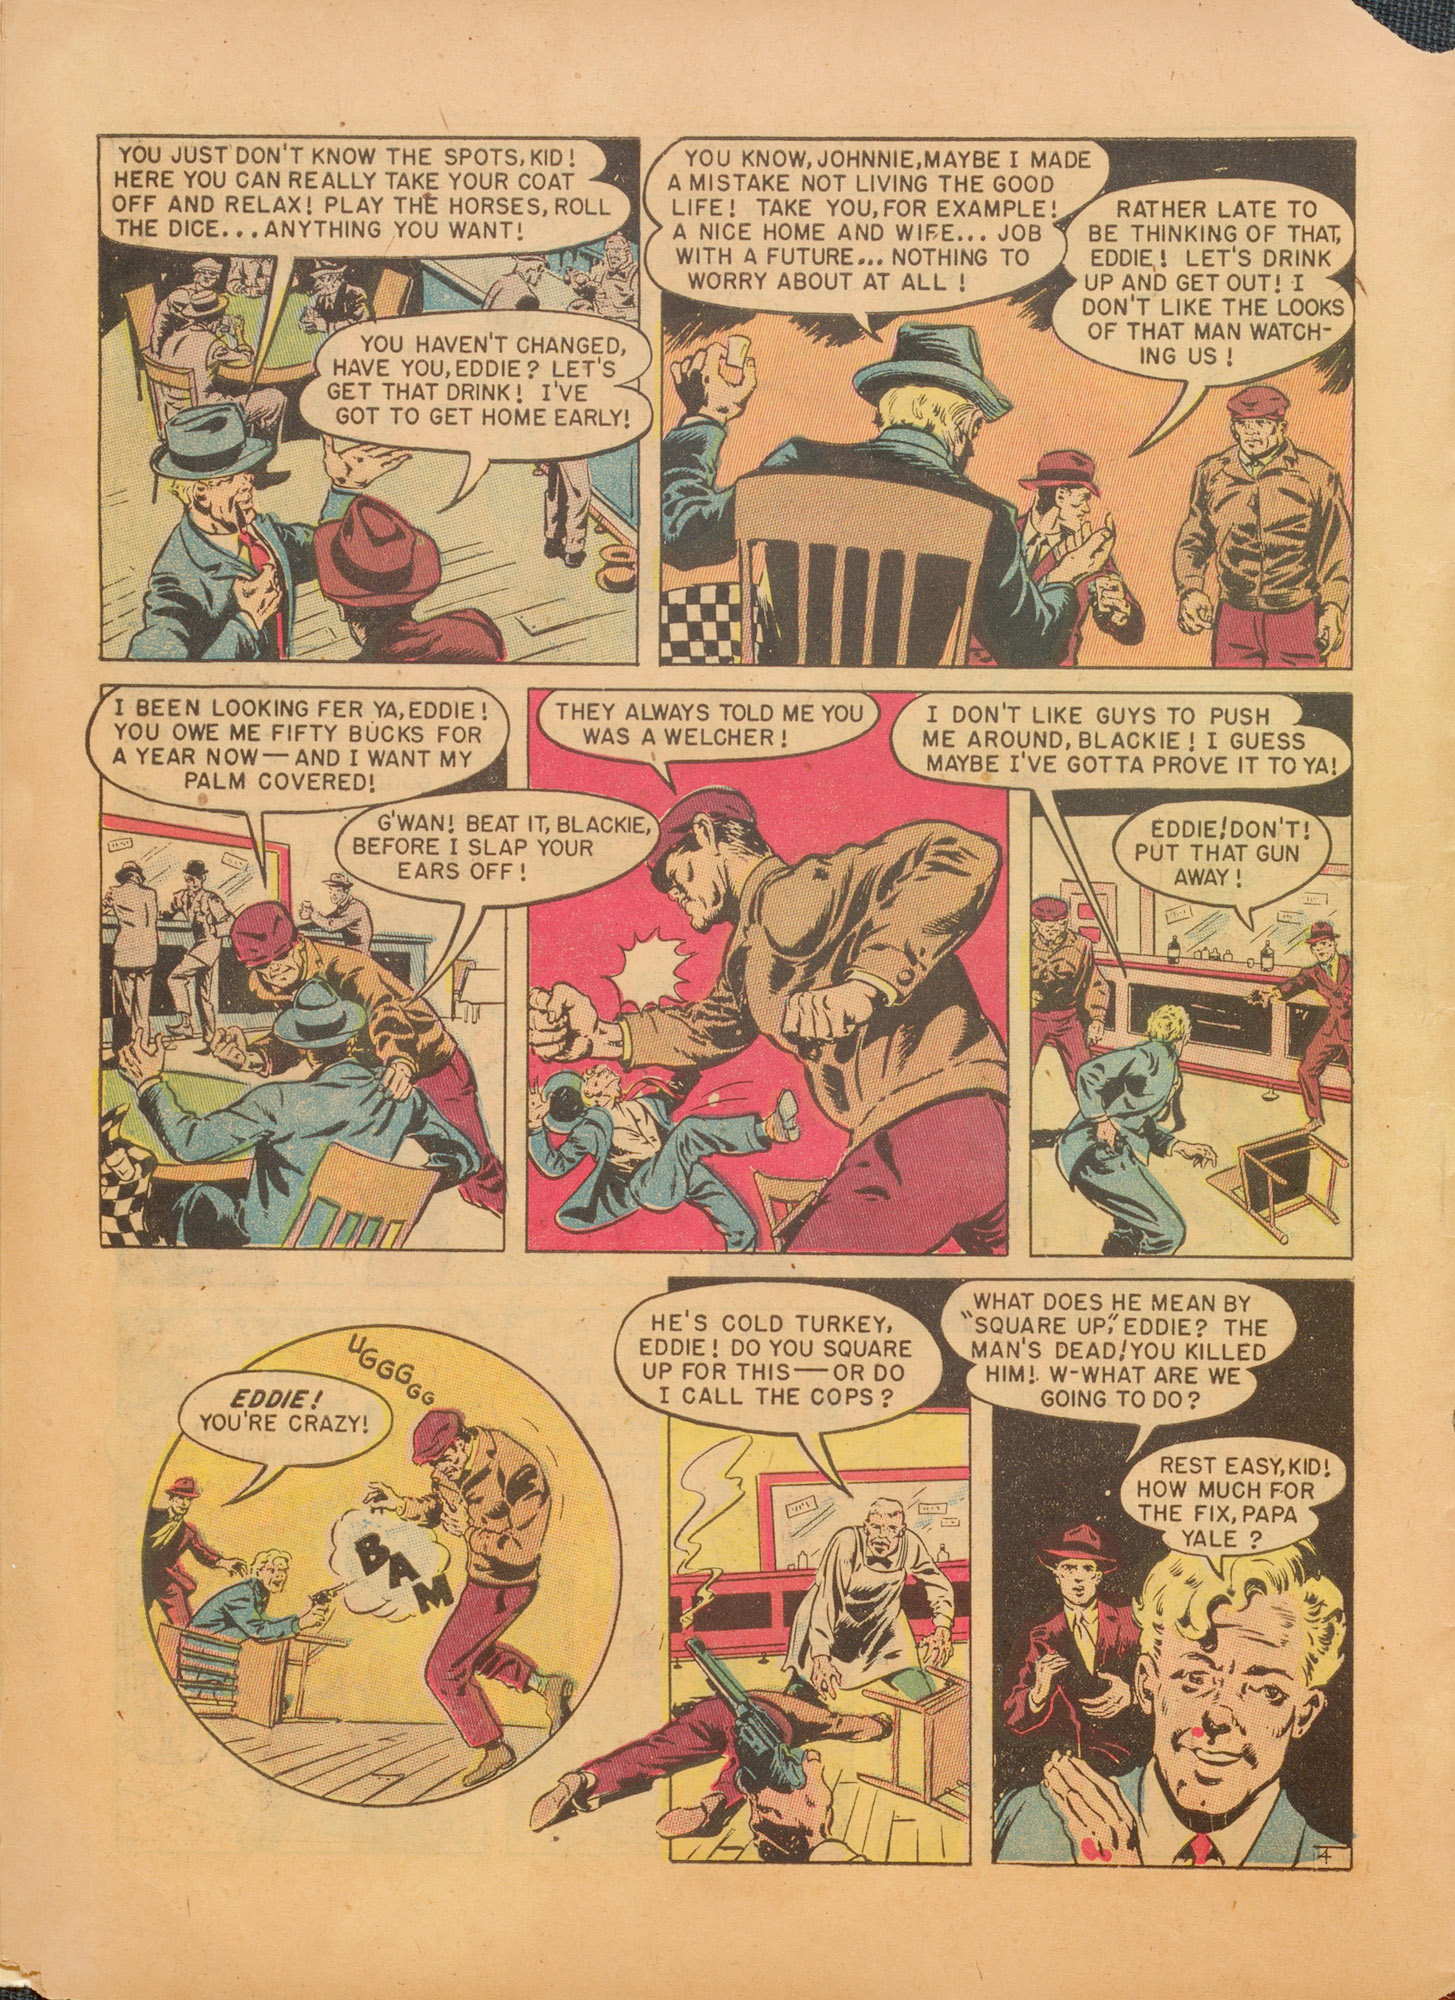 YOU JUST DON'T KNOW THE SPOTS, KID!
HERE YOU CAN REALLY TAKE YOUR COAT
OFF AND RELAX! PLAY THE HORSES, ROLL
THE DICE...ANYTHING YOU WANT!
YOU HAVEN'T CHANGED,
HAVE YOU, EDDIE? LET'S
GET THAT DRINK! I'VE
GOT TO GET HOME EARLY!
YOU KNOW, JOHNNIE, MAYBE I MADE
A MISTAKE NOT LIVING THE GOOD
LIFE! TAKE YOU, FOR EXAMPLE!
A NICE HOME AND WIFE... JOB
WITH A FUTURE... NOTHING TO
WORRY ABOUT AT ALL!
RATHER LATE TO
BE THINKING OF THAT,
EDDIE! LET'S DRINK
UP AND GET OUT! I
DON'T LIKE THE LOOKS
OF THAT MAN WATCH-
ING US!
I BEEN LOOKING FER YA, EDDIE!
YOU OWE ME FIFTY BUCKS FOR
A YEAR NOW—AND I WANT MY
PALM COVERED!
G'WAN! BEAT IT, BLACKIE,
BEFORE I SLAP YOUR
EARS OFF!
THEY ALWAYS TOLD ME YOU
WAS A WELCHER!
I DON'T LIKE GUYS TO PUSH
ME AROUND, BLACKIE! I GUESS
MAYBE I'VE GOTTA PROVE IT TO YA!
EDDIE! DON'T!
PUT THAT GUN
AWAY!
UGGGGGG
EDDIE!
YOU'RE CRAZY!
BAM
HE'S COLD TURKEY,
EDDIE! DO YOU SQUARE
UP FOR THIS—OR DO
I CALL THE COPS?
WHAT DOES HE MEAN BY
"SQUARE UP," EDDIE? THE
MAN'S DEAD! YOU KILLED
HIM! W-WHAT ARE WE
GOING TO DO?
REST EASY, KID!
HOW MUCH FOR
THE FIX, PAPA
YALE?
4